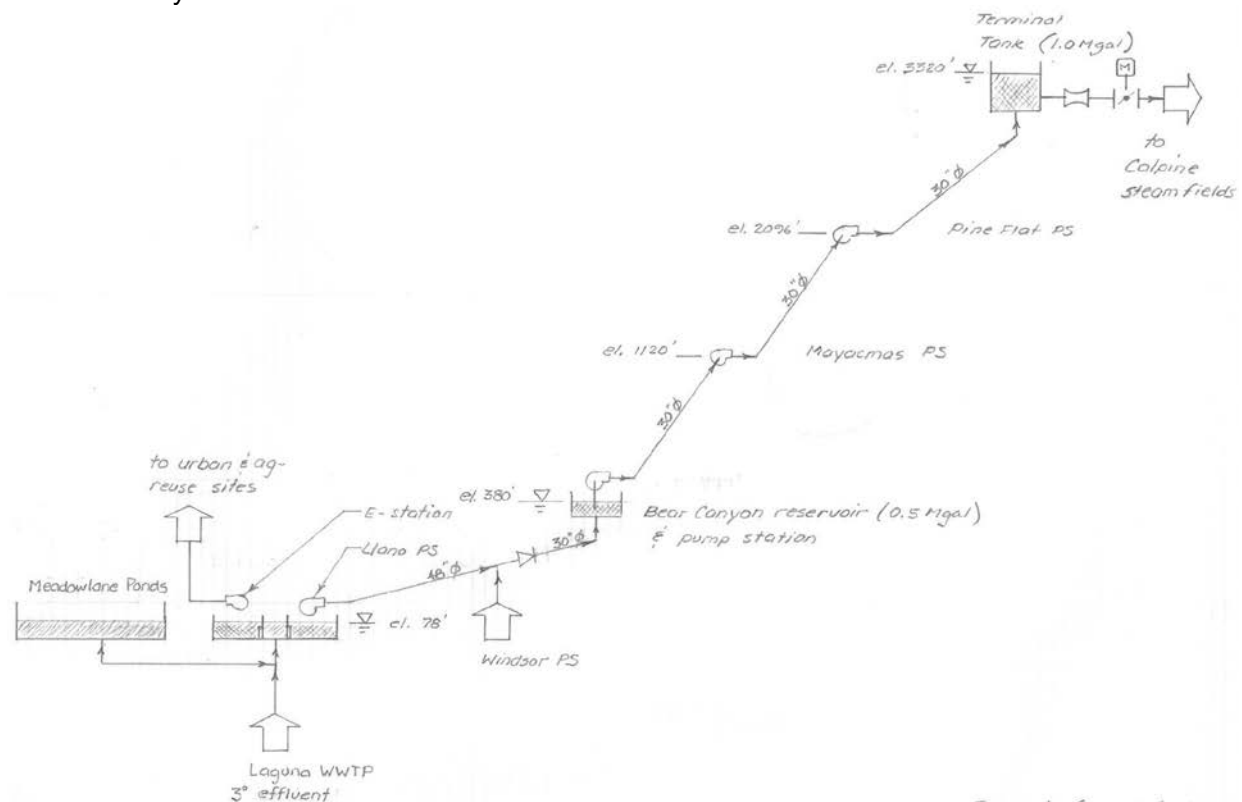 Terminal
Tank (1.0 Mgal)
el. 3320'
M
to
Calpine
steam fields
30"φ
el. 2096'
Pine Flat PS
30"φ
el. 1120'
Mayacmas PS
30"φ
to urban & ag-
reuse sites
el. 380'
Bear Canyon reservoir (0.5 Mgal)
& pump station
E-station
Llano PS
30"φ
48"φ
Meadowlane Ponds
el. 78'
Windsor PS
Laguna WWTP
3° effluent